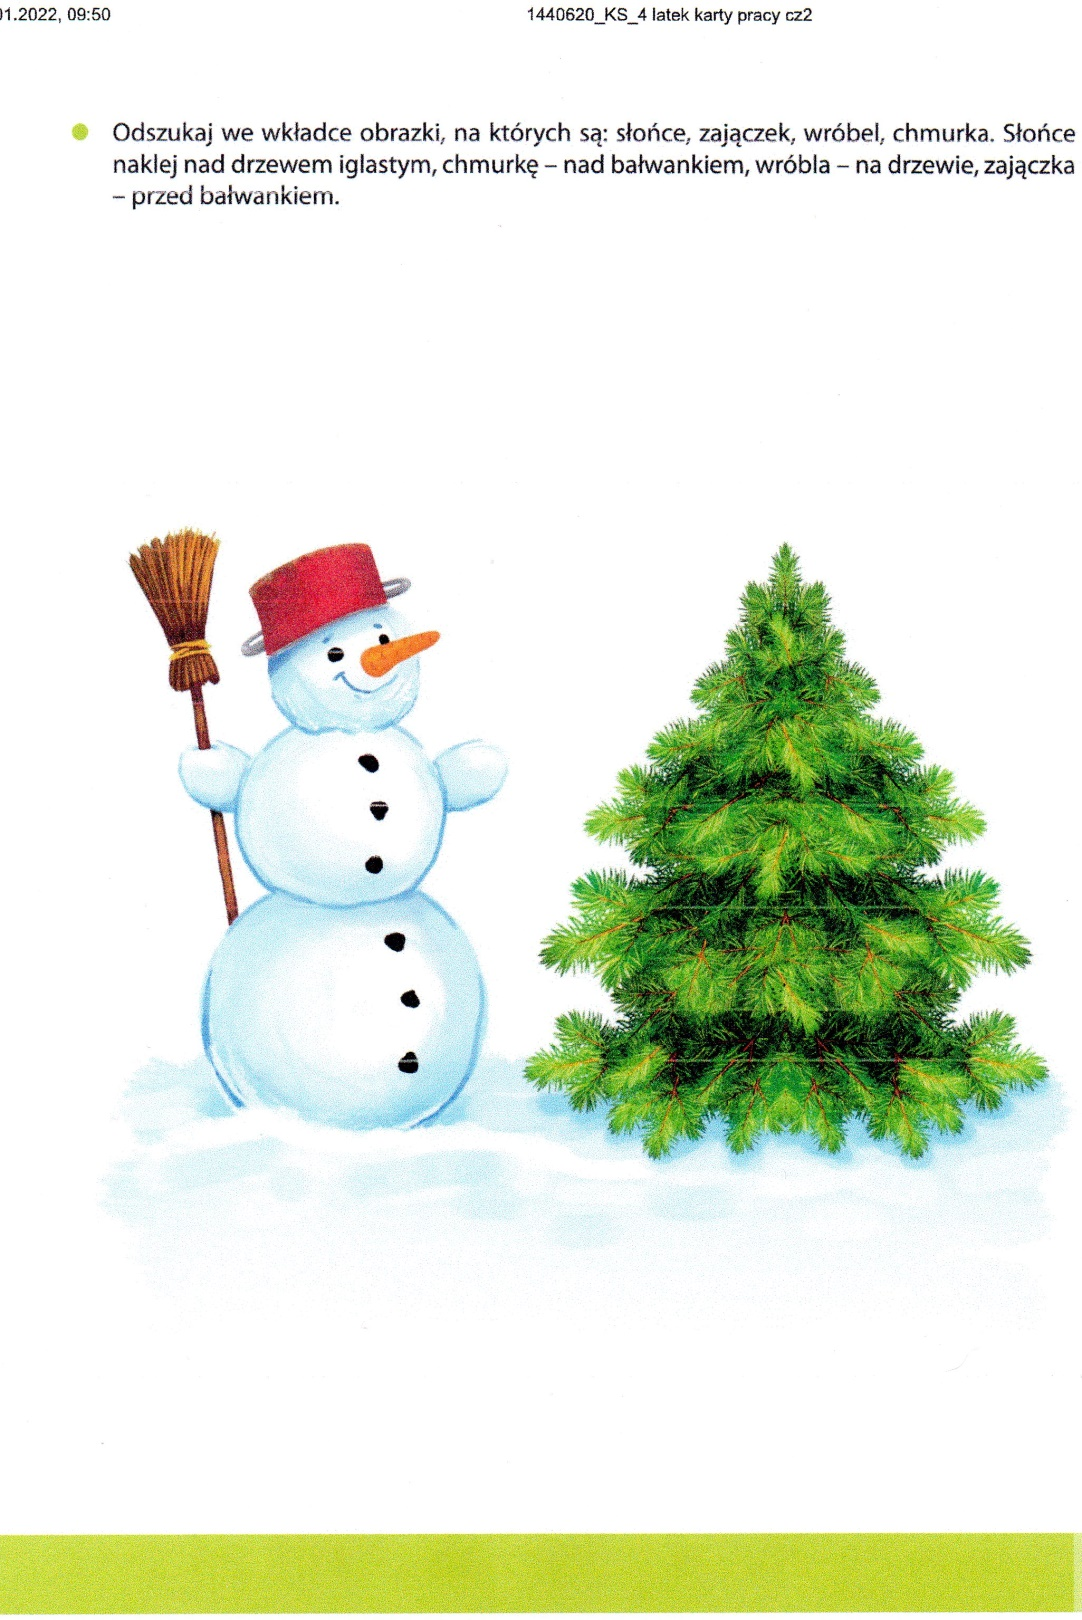 01.2022, 09:50
1440620_KS_4 latek karty pracy cz2
Odszukaj we wkładce obrazki, na których są: słońce, zajączek, wróbel, chmurka. Słońce
naklej nad drzewem iglastym, chmurkę – nad bałwankiem, wróbla – na drzewie, zajączka
– przed bałwankiem.